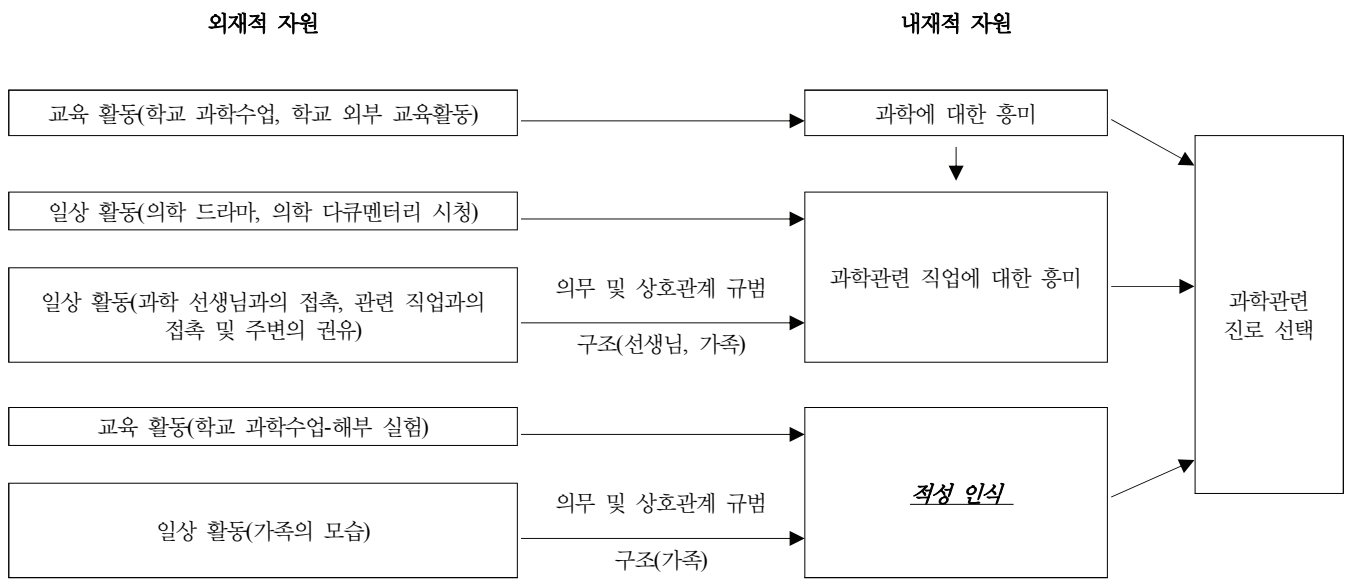 외재적 자원
내재적 자원
교육 활동(학교 과학수업, 학교 외부 교육활동)
과학에 대한 흥미
일상 활동(의학 드라마, 의학 다큐멘터리 시청)
일상 활동(과학 선생님과의 접촉, 관련 직업과의
접촉 및 주변의 권유)
의무 및 상호관계 규범
구조(선생님, 가족)
과학관련 직업에 대한 흥미
과학관련
진로 선택
교육 활동(학교 과학수업-해부 실험)
일상 활동(가족의 모습)
의무 및 상호관계 규범
구조(가족)
적성 인식